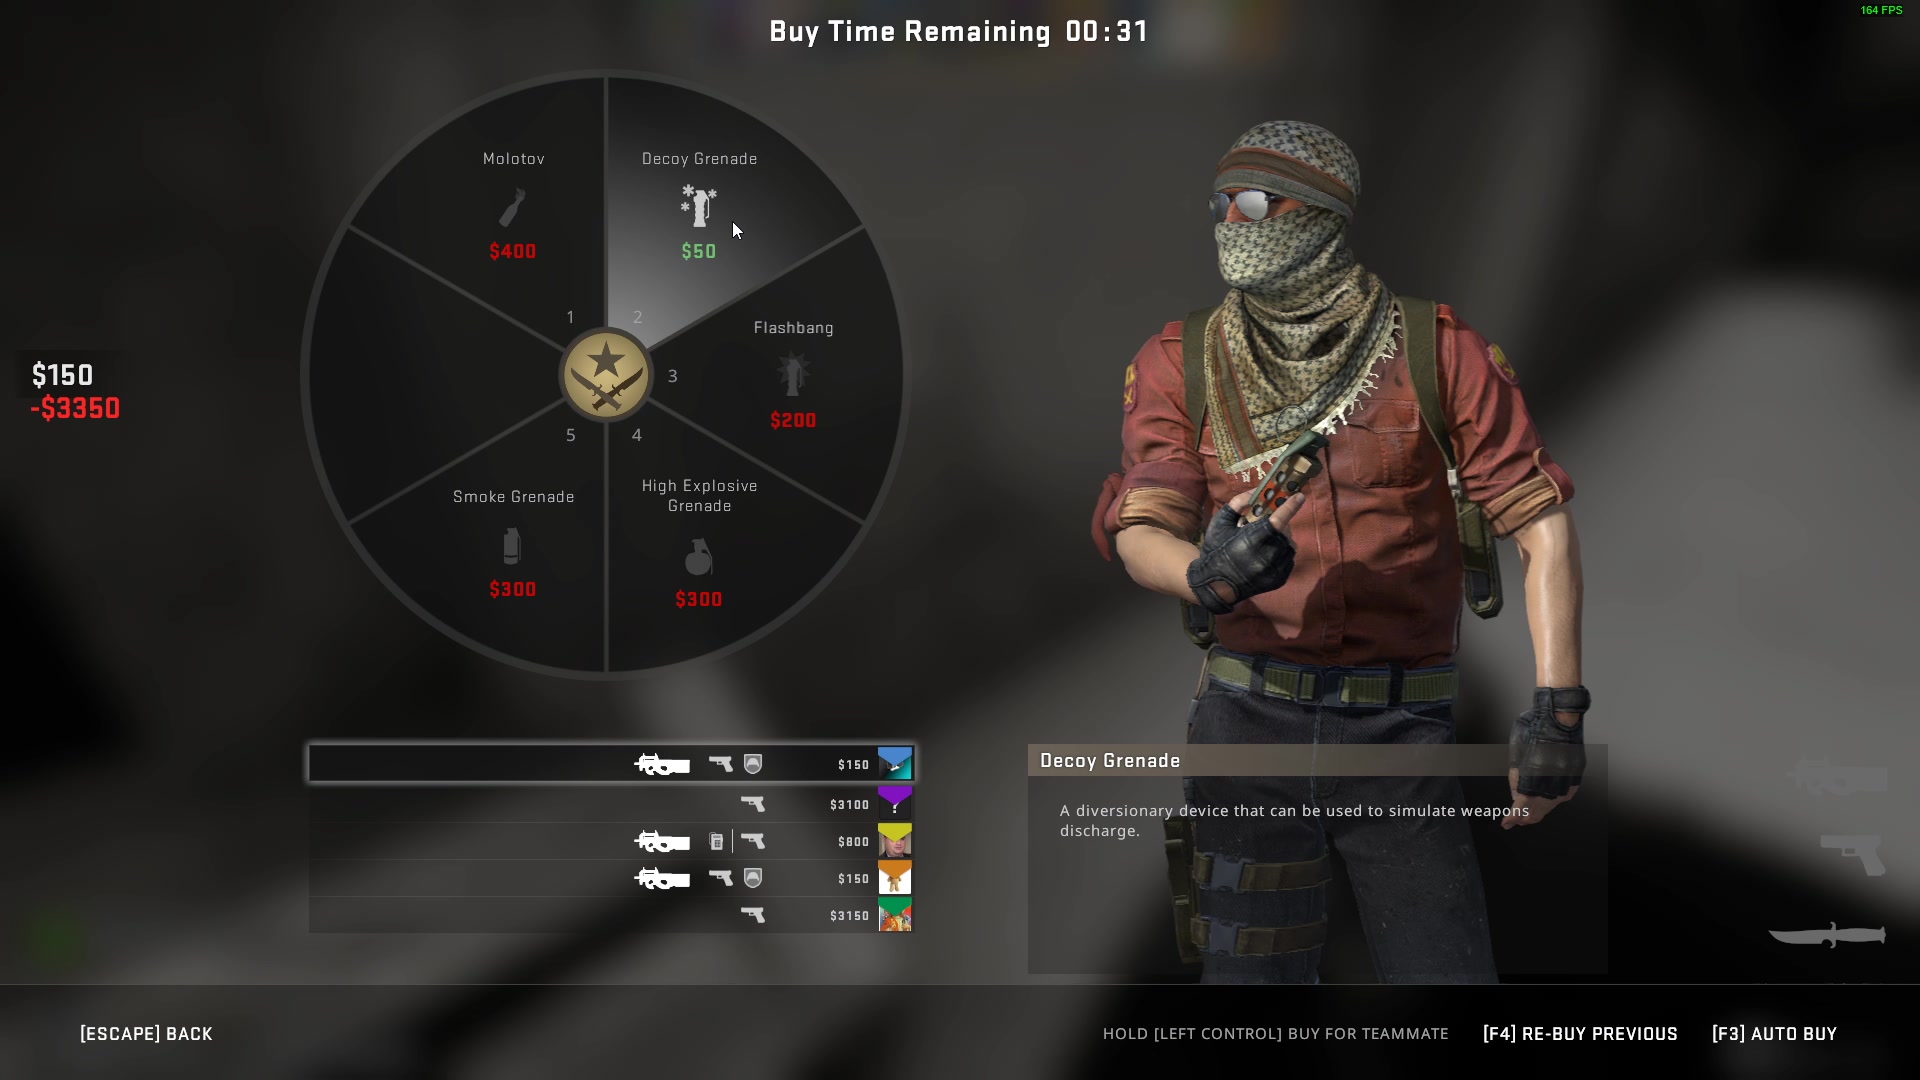 Buy Time Remaining 00:31
164 FPS
Molotov
$400
Decoy Grenade
$50
Flashbang
$200
1
2
3
4
5
$150
-$3350
Smoke Grenade
$300
High Explosive
Grenade
$300
$150
$3100
$800
$150
$3150
Decoy Grenade
A diversionary device that can be used to simulate weapons
discharge.
[ESCAPE] BACK
HOLD [LEFT CONTROL] BUY FOR TEAMMATE
[F4] RE-BUY PREVIOUS
[F3] AUTO BUY